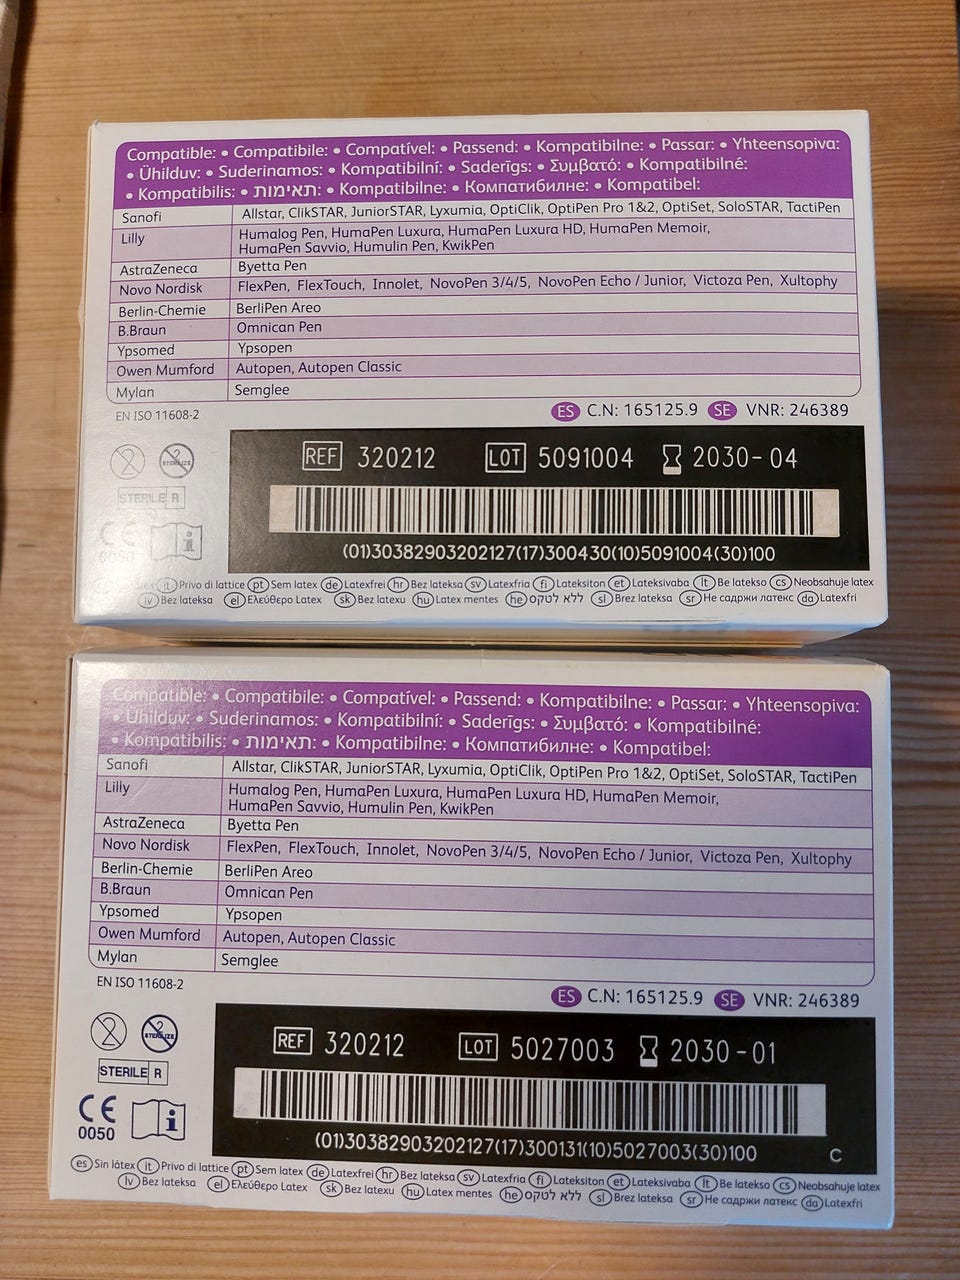 Compatible: • Compatibile: • Compatível: • Passend: • Kompatibilne: • Passar: • Yhteensopiva:
• Ühilduv: • Suderinamos: • Kompatibilní: • Saderīgs: • Συμβατό: • Kompatibilné:
• Kompatibilis: • תאימות: • Kompatibilne: • Компатибилне: • Kompatibel:
Sanofi Allstar, ClikSTAR, JuniorSTAR, Lyxumia, OptiClik, OptiPen Pro 1&2, OptiSet, SoloSTAR, TactiPen
Lilly Humalog Pen, HumaPen Luxura, HumaPen Luxura HD, HumaPen Memoir,
HumaPen Savvio, Humulin Pen, KwikPen
AstraZeneca Byetta Pen
Novo Nordisk FlexPen, FlexTouch, Innolet, NovoPen 3/4/5, NovoPen Echo / Junior, Victoza Pen, Xultophy
Berlin-Chemie BerliPen Areo
B.Braun Omnican Pen
Ypsomed Ypsopen
Owen Mumford Autopen, Autopen Classic
Mylan Semglee
EN ISO 11608-2 ES C.N: 165125.9 SE VNR: 246389
REF 320212 LOT 5091004 2030-04
2 2 STERILIZE
STERILE R
CE
0050 i
(01)30382903202127(17)300430(10)5091004(30)100
látex it Privo di lattice pt Sem latex de Latexfrei hr Bez lateksa sv Latexfria fi Lateksiton et Lateksivaba lt Be latekso cs Neobsahuje latex
lv Bez lateksa el Ελεύθερο Latex sk Bez latexu hu Latex mentes he ללא לטקס sl Brez lateksa sr Не садржи латекс da Latexfri
Compatible: • Compatibile: • Compatível: • Passend: • Kompatibilne: • Passar: • Yhteensopiva:
• Ühilduv: • Suderinamos: • Kompatibilní: • Saderīgs: • Συμβατό: • Kompatibilné:
• Kompatibilis: • תאימות: • Kompatibilne: • Компатибилне: • Kompatibel:
Sanofi Allstar, ClikSTAR, JuniorSTAR, Lyxumia, OptiClik, OptiPen Pro 1&2, OptiSet, SoloSTAR, TactiPen
Lilly Humalog Pen, HumaPen Luxura, HumaPen Luxura HD, HumaPen Memoir,
HumaPen Savvio, Humulin Pen, KwikPen
AstraZeneca Byetta Pen
Novo Nordisk FlexPen, FlexTouch, Innolet, NovoPen 3/4/5, NovoPen Echo / Junior, Victoza Pen, Xultophy
Berlin-Chemie BerliPen Areo
B.Braun Omnican Pen
Ypsomed Ypsopen
Owen Mumford Autopen, Autopen Classic
Mylan Semglee
EN ISO 11608-2 ES C.N: 165125.9 SE VNR: 246389
REF 320212 LOT 5027003 2030-01
2 2 STERILIZE
STERILE R
CE
0050 i
(01)30382903202127(17)300131(10)5027003(30)100 C
es Sin látex it Privo di lattice pt Sem latex de Latexfrei hr Bez lateksa sv Latexfria fi Lateksiton et Lateksivaba lt Be latekso cs Neobsahuje latex
lv Bez lateksa el Ελεύθερο Latex sk Bez latexu hu Latex mentes he ללא לטקס sl Brez lateksa sr Не садржи латекс da Latexfri